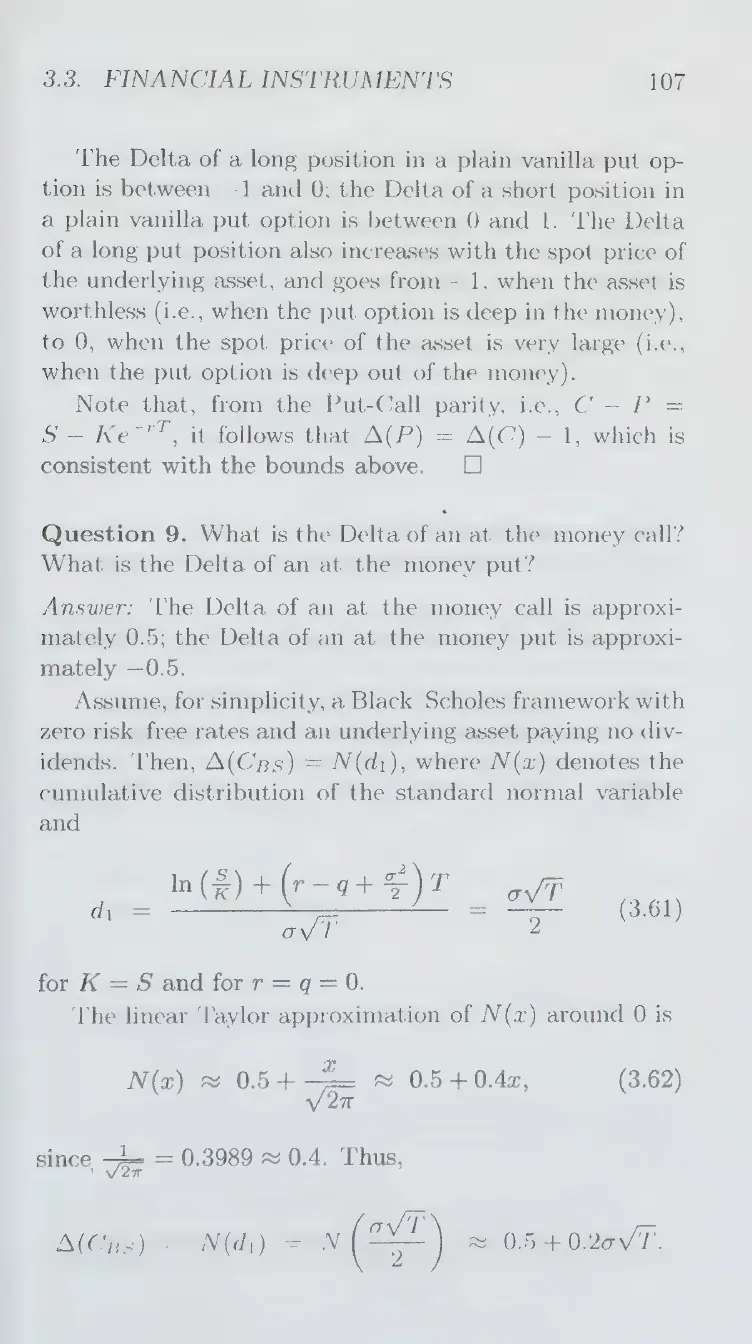 3.3. FINANCIAL INSTRUMENTS 107
The Delta of a long position in a plain vanilla put op-
tion is between -1 and 0; the Delta of a short position in
a plain vanilla put option is between 0 and 1. The Delta
of a long put position also increases with the spot price of
the underlying asset, and goes from -1, when the asset is
worthless (i.e., when the put option is deep in the money),
to 0, when the spot price of the asset is very large (i.e.,
when the put option is deep out of the money).
Note that, from the Put-Call parity, i.e., C − P =
S − Ke^{−rT}, it follows that Δ(P) = Δ(C) − 1, which is
consistent with the bounds above. □
Question 9. What is the Delta of an at the money call?
What is the Delta of an at the money put?
Answer: The Delta of an at the money call is approxi-
mately 0.5; the Delta of an at the money put is approxi-
mately −0.5.
Assume, for simplicity, a Black Scholes framework with
zero risk free rates and an underlying asset paying no div-
idends. Then, Δ(C_{BS}) = N(d₁), where N(x) denotes the
cumulative distribution of the standard normal variable
and
d₁ = (ln(S/K) + (r − q + σ²/2)T) / (σ√T) = σ√T / 2 (3.61)
for K = S and for r = q = 0.
The linear Taylor approximation of N(x) around 0 is
N(x) ≈ 0.5 + x/√2π ≈ 0.5 + 0.4x, (3.62)
since 1/√2π = 0.3989 ≈ 0.4. Thus,
Δ(C_{BS}) = N(d₁) = N(σ√T / 2) ≈ 0.5 + 0.2σ√T.